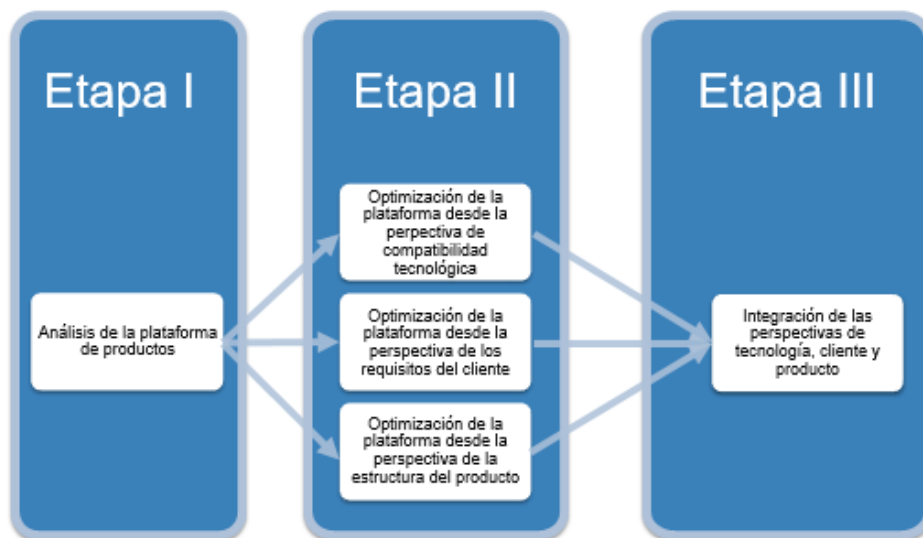 Etapa I
Análisis de la plataforma
de productos
Etapa II
Optimización de la
plataforma desde la
perpectiva de
compatibilidad
tecnológica
Optimización de la
plataforma desde la
perspectiva de los
requisitos del cliente
Optimización de la
plataforma desde la
perspectiva de la
estructura del producto
Etapa III
Integración de las
perspectivas de
tecnología, cliente y
producto